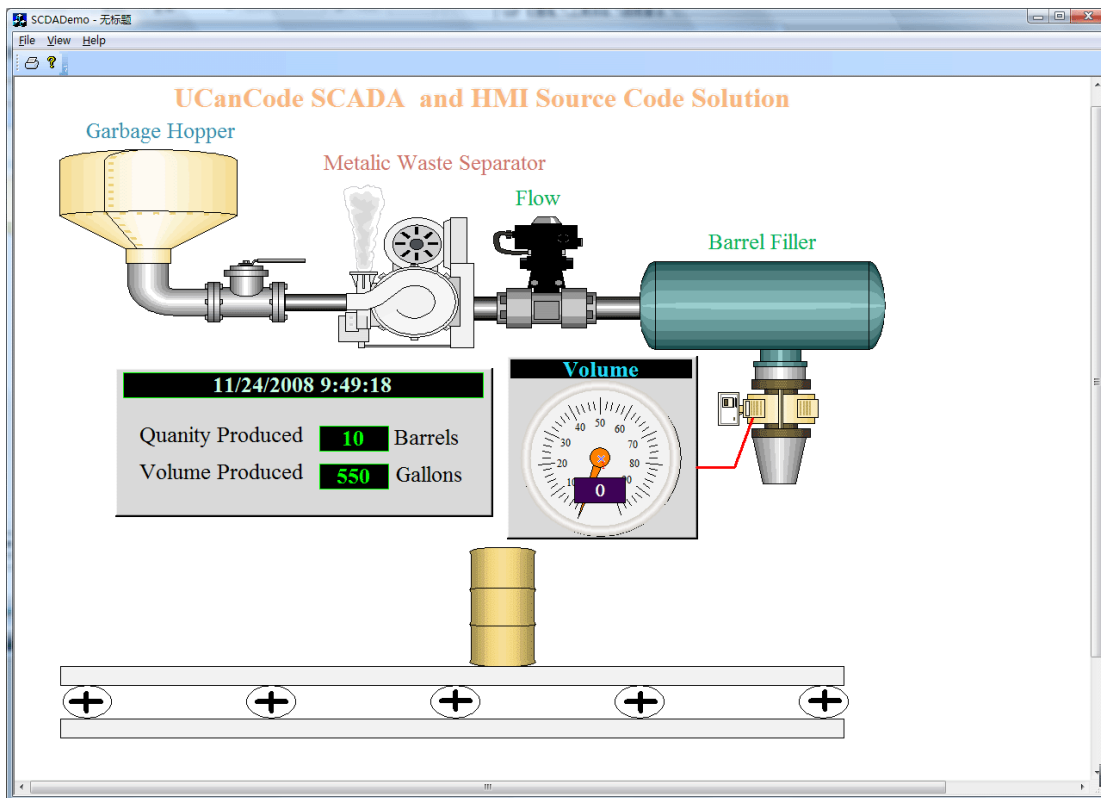 SCDADemo - 无标题
File View Help
UCanCode SCADA and HMI Source Code Solution
Garbage Hopper
Metalic Waste Separator
Flow
Barrel Filler
11/24/2008 9:49:18
Quanity Produced 10 Barrels
Volume Produced 550 Gallons
Volume
20 30 40 50 60 70 80
0